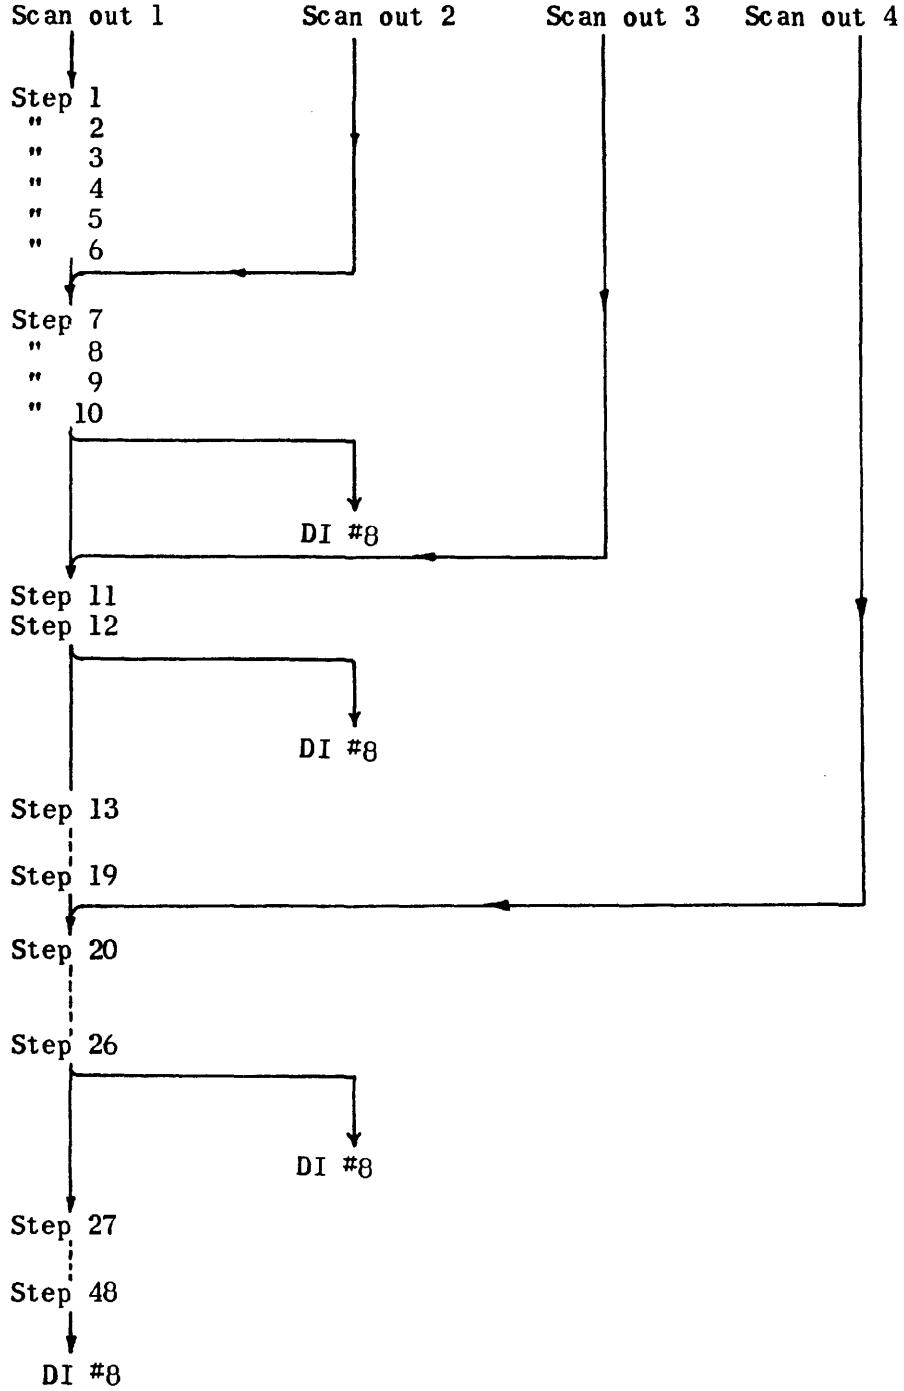 Scan out 1 Scan out 2 Scan out 3 Scan out 4
Step 1
" 2
" 3
" 4
" 5
" 6
Step 7
" 8
" 9
" 10
DI #8
Step 11
Step 12
DI #8
Step 13
Step 19
Step 20
Step 26
DI #8
Step 27
Step 48
DI #8